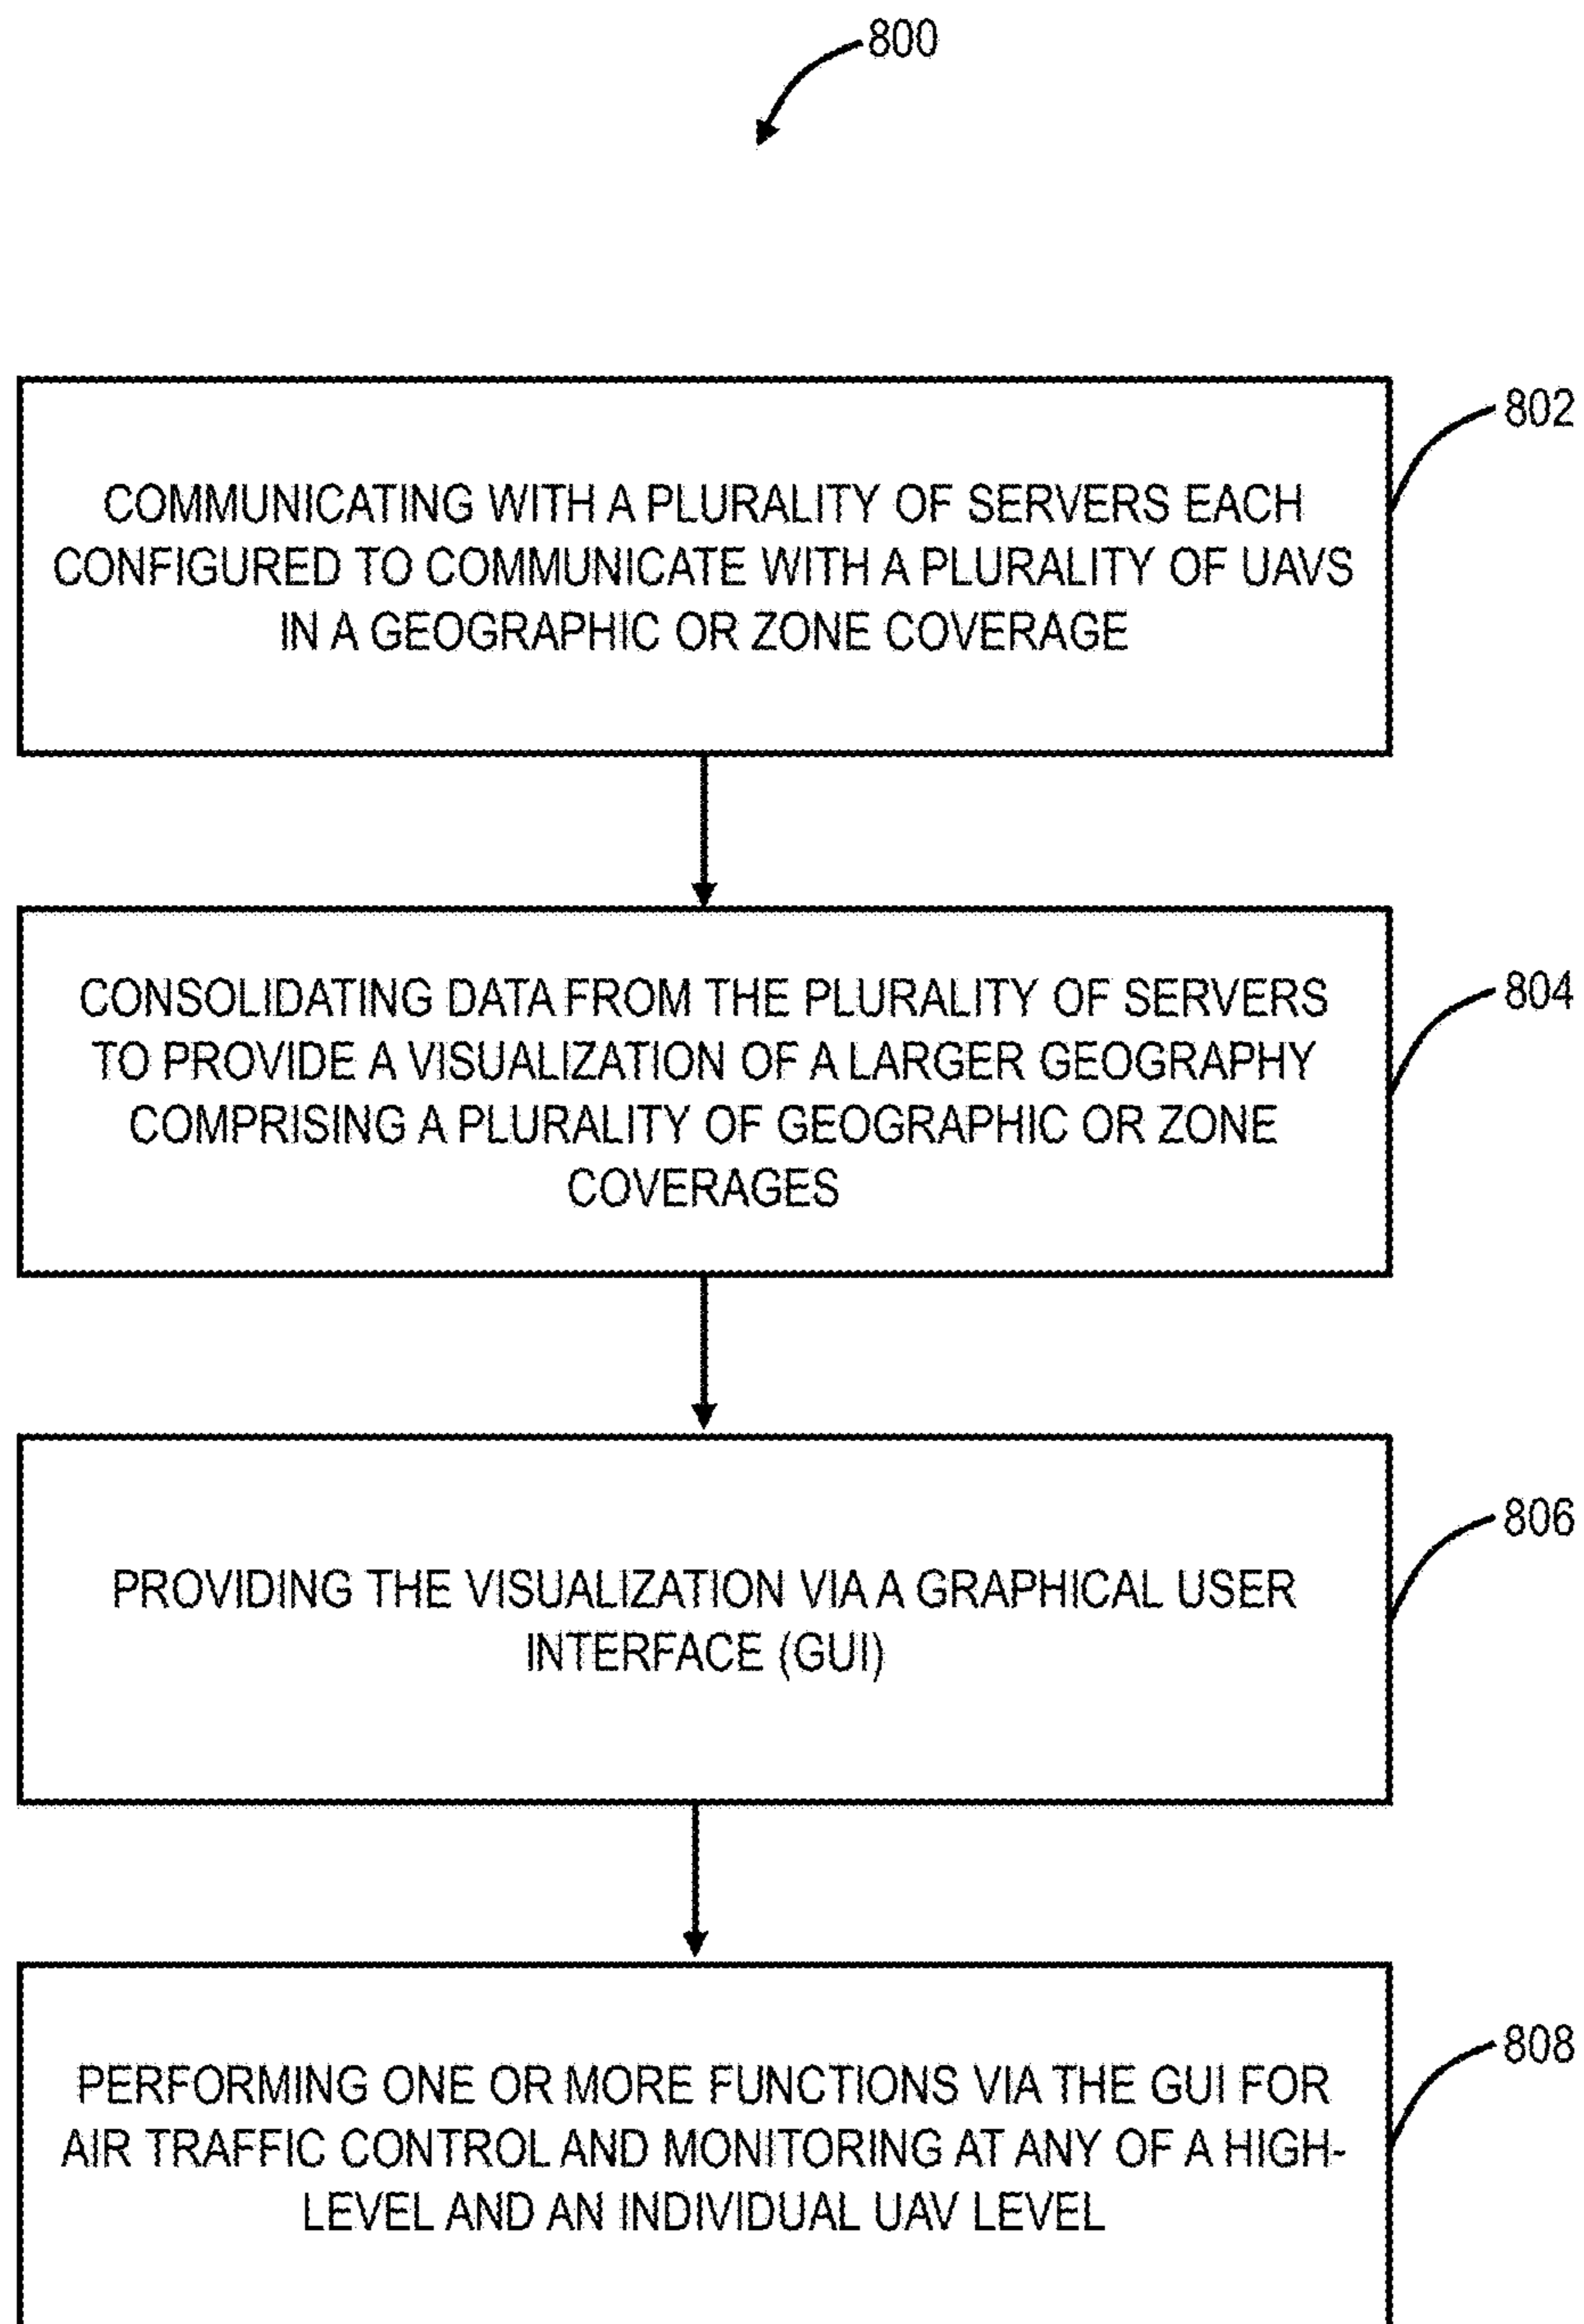 800
802
COMMUNICATING WITH A PLURALITY OF SERVERS EACH
CONFIGURED TO COMMUNICATE WITH A PLURALITY OF UAVS
IN A GEOGRAPHIC OR ZONE COVERAGE
804
CONSOLIDATING DATA FROM THE PLURALITY OF SERVERS
TO PROVIDE A VISUALIZATION OF A LARGER GEOGRAPHY
COMPRISING A PLURALITY OF GEOGRAPHIC OR ZONE
COVERAGES
806
PROVIDING THE VISUALIZATION VIA A GRAPHICAL USER
INTERFACE (GUI)
808
PERFORMING ONE OR MORE FUNCTIONS VIA THE GUI FOR
AIR TRAFFIC CONTROL AND MONITORING AT ANY OF A HIGH-
LEVEL AND AN INDIVIDUAL UAV LEVEL